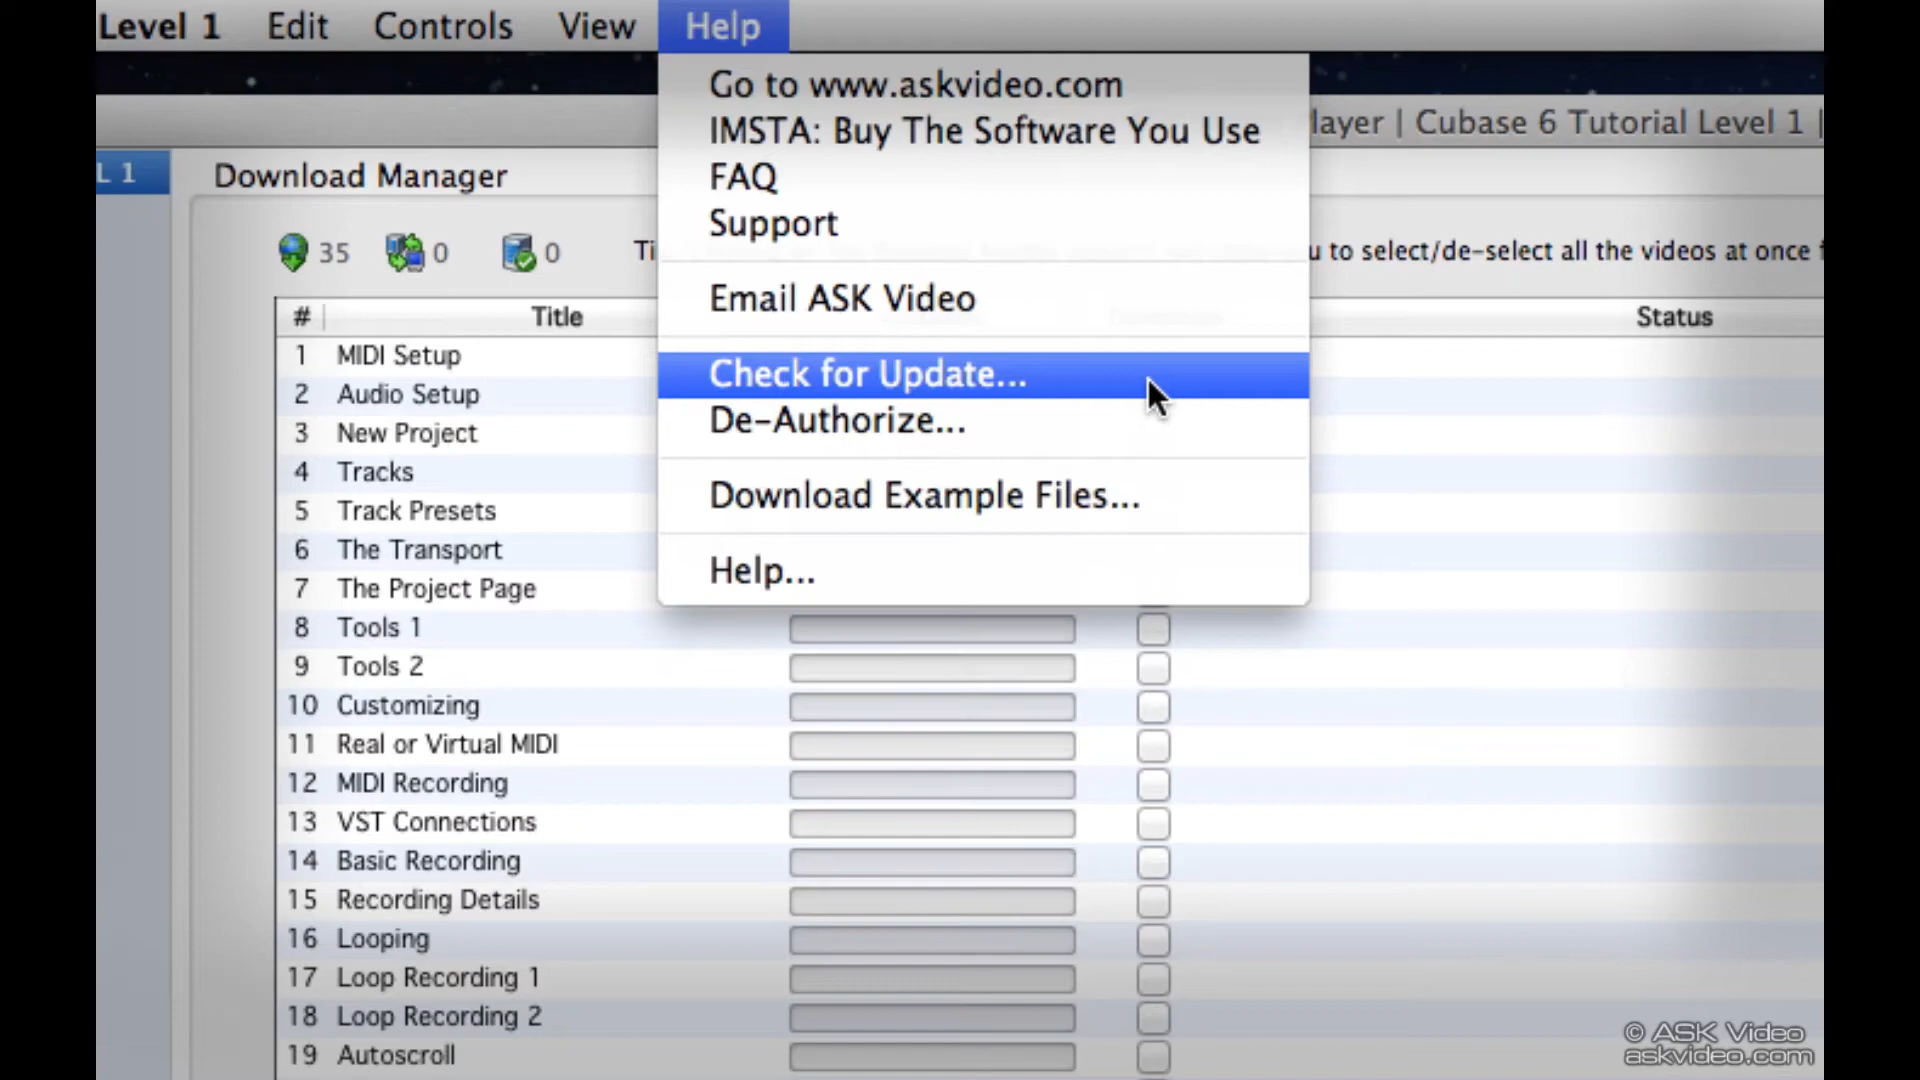 Level 1 Edit Controls View Help
Go to www.askvideo.com
IMSTA: Buy The Software You Use
FAQ
Support
Email ASK Video
Check for Update...
De-Authorize...
Download Example Files...
Help...
layer | Cubase 6 Tutorial Level 1 |
L 1
Download Manager
35 0 0 Ti u to select/de-select all the videos at once f
# Title Status
1 MIDI Setup
2 Audio Setup
3 New Project
4 Tracks
5 Track Presets
6 The Transport
7 The Project Page
8 Tools 1
9 Tools 2
10 Customizing
11 Real or Virtual MIDI
12 MIDI Recording
13 VST Connections
14 Basic Recording
15 Recording Details
16 Looping
17 Loop Recording 1
18 Loop Recording 2
19 Autoscroll
© ASK Video
askvideo.com